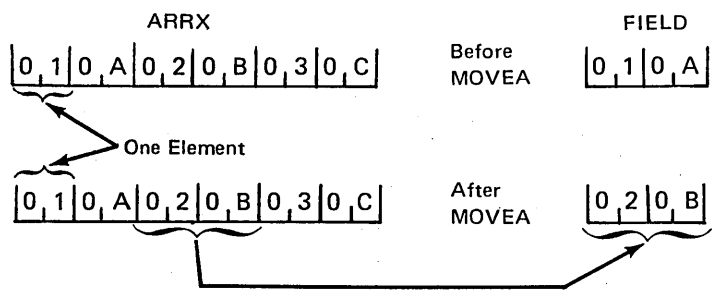 ARRX FIELD
0 1 0 A 0 2 0 B 0 3 0 C Before MOVEA 0 1 0 A
One Element
0 1 0 A 0 2 0 B 0 3 0 C After MOVEA 0 2 0 B